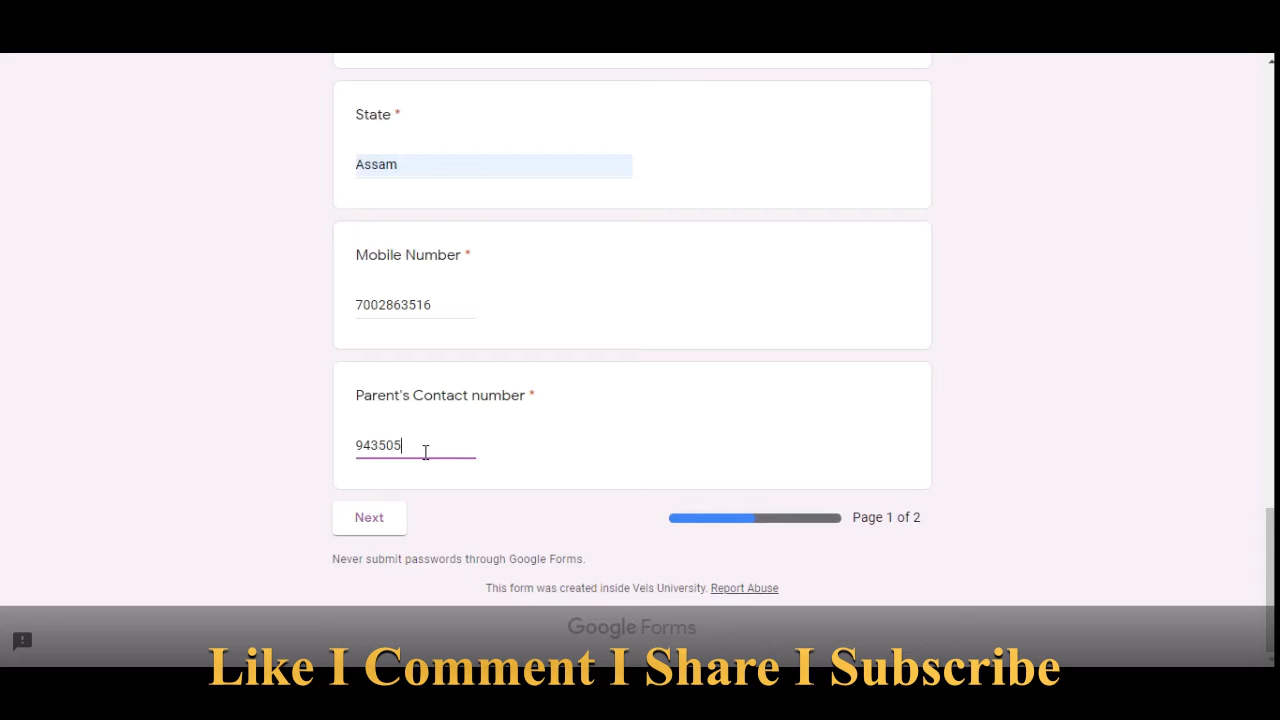 State *
Assam
Mobile Number *
7002863516
Parent's Contact number *
943505
Next
Page 1 of 2
Never submit passwords through Google Forms.
This form was created inside Vels University. Report Abuse
Google Forms
Like I Comment I Share I Subscribe